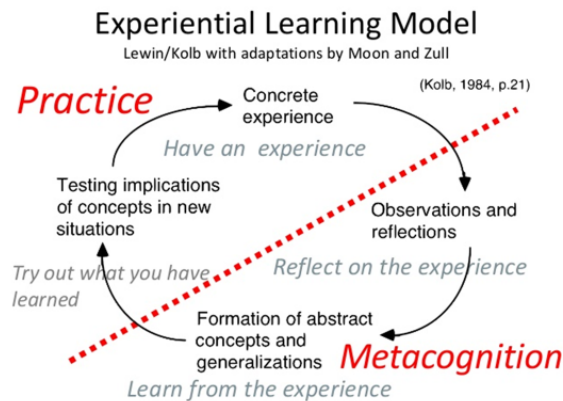 Experiential Learning Model
Lewin/Kolb with adaptations by Moon and Zull
(Kolb, 1984, p.21)
Practice
Concrete
experience
Have an experience
Testing implications
of concepts in new
situations
Observations and
reflections
Try out what you have
learned
Reflect on the experience
Formation of abstract
concepts and
generalizations
Metacognition
Learn from the experience